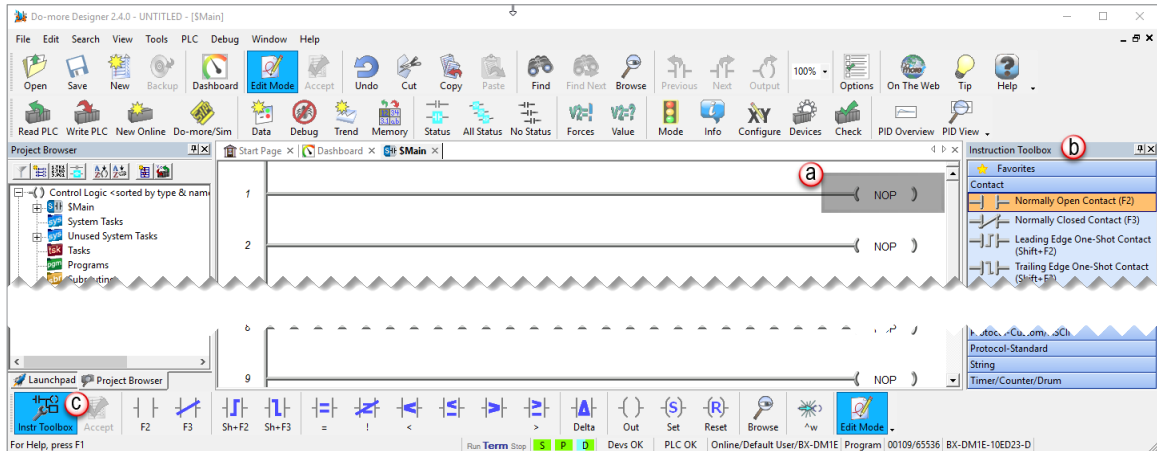 Do-more Designer 2.4.0 - UNTITLED - [$Main]
File Edit Search View Tools PLC Debug Window Help
Open Save New Backup Dashboard Edit Mode Accept Undo Cut Copy Paste Find Find Next Browse Previous Next Output 100% Options On The Web Tip Help
Read PLC Write PLC New Online Do-more/Sim Data Debug Trend Memory Status All Status No Status Forces Value Mode Info Configure Devices Check PID Overview PID View
Project Browser
Start Page Dashboard $Main
Instruction Toolbox b
Control Logic <sorted by type & nam
$Main
System Tasks
Unused System Tasks
Tasks
Programs
1 a NOP
2 NOP
Favorites
Contact
Normally Open Contact (F2)
Normally Closed Contact (F3)
Leading Edge One-Shot Contact
(Shift+F2)
Trailing Edge One-Shot Contact
9 NOP
Protocol-Standard
String
Timer/Counter/Drum
Launchpad Project Browser
Instr Toolbox c Accept F2 F3 Sh+F2 Sh+F3 = ! < > Delta Out Set Reset Browse ^w Edit Mode
For Help, press F1
Run Term Stop S P D Devs OK PLC OK Online/Default User/BX-DM1E Program 00109/65536 BX-DM1E-10ED23-D